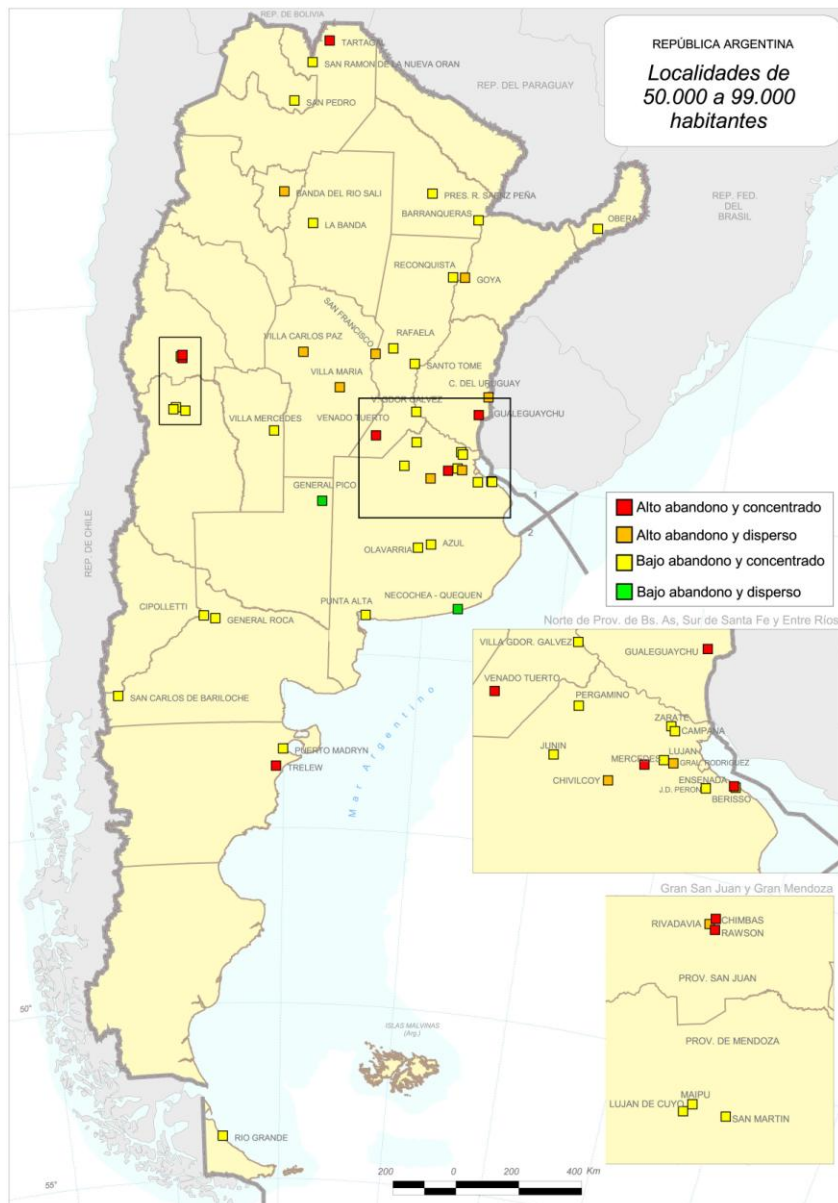 REP. DE BOLIVIA
TARTAGAL
SAN RAMON DE LA NUEVA ORAN
SAN PEDRO
REP. DEL PARAGUAY
REPÚBLICA ARGENTINA
Localidades de
50.000 a 99.000
habitantes
BANDA DEL RIO SALI
PRES. R. SAENZ PEÑA
LA BANDA
BARRANQUERAS
OBERA
REP. FED.
DEL
BRASIL
RECONQUISTA
GOYA
SAN FRANCISCO
VILLA CARLOS PAZ
RAFAELA
VILLA MARIA
SANTO TOME
C. DEL URUGUAY
V. GDOR GALVEZ
VILLA MERCEDES
VENADO TUERTO
GUALEGUAYCHU
GENERAL PICO
1
2
REP. DE CHILE
OLAVARRIA
AZUL
CIPOLLETTI
GENERAL ROCA
PUNTA ALTA
NECOCHEA - QUEQUEN
SAN CARLOS DE BARILOCHE
PUERTO MADRYN
TRELEW
Mar Argentino
Alto abandono y concentrado
Alto abandono y disperso
Bajo abandono y concentrado
Bajo abandono y disperso
Norte de Prov. de Bs. As, Sur de Santa Fe y Entre Ríos
VILLA GDOR. GALVEZ
GUALEGUAYCHU
VENADO TUERTO
PERGAMINO
ZARATE
CAMPANA
JUNIN
LUJAN
MERCEDES
GRAL. RODRIGUEZ
CHIVILCOY
ENSENADA
J.D. PERON
BERISSO
Gran San Juan y Gran Mendoza
RIVADAVIA
CHIMBAS
RAWSON
PROV. SAN JUAN
PROV. DE MENDOZA
MAIPU
LUJAN DE CUYO
SAN MARTIN
50°
ISLAS MALVINAS
(Arg.)
RIO GRANDE
55°
200 0 200 400 Km